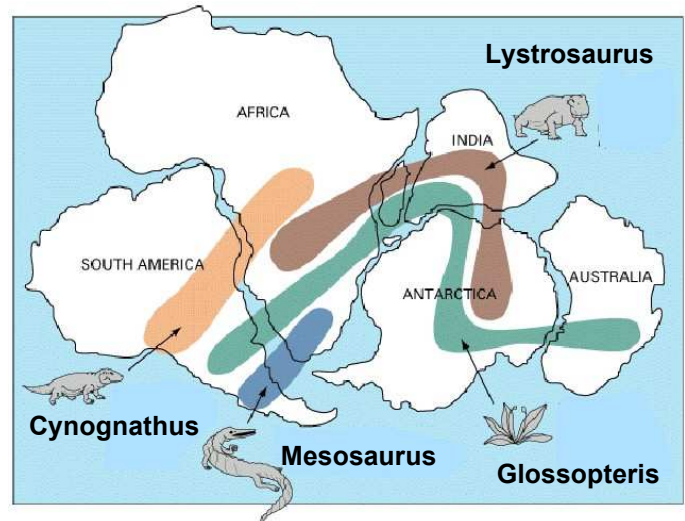 Lystrosaurus
AFRICA
INDIA
SOUTH AMERICA
ANTARCTICA
AUSTRALIA
Cynognathus
Mesosaurus
Glossopteris